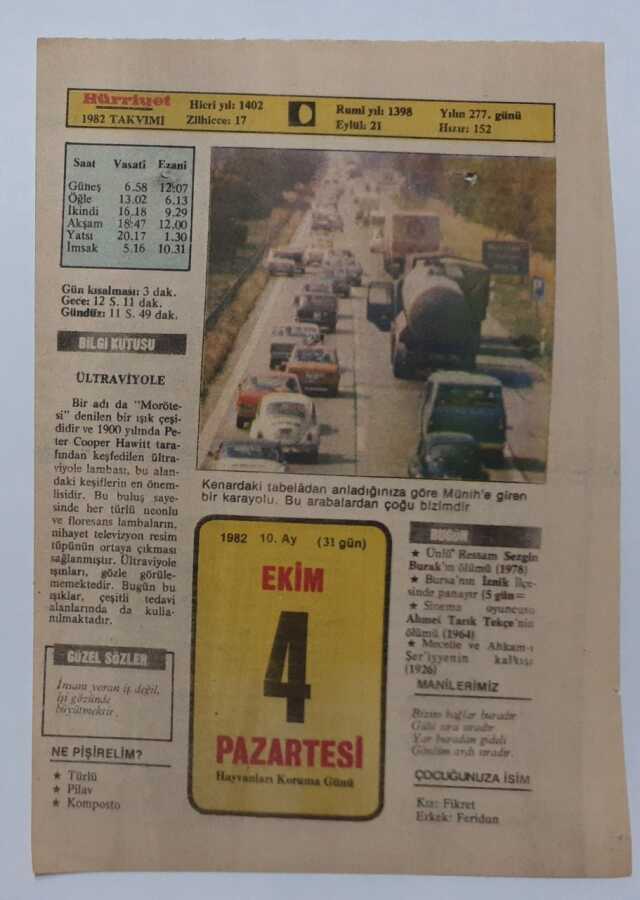 Hürriyet
1982 TAKVİMİ
Hicri yıl: 1402
Zilhicce: 17
Rumi yıl: 1398
Eylül: 21
Yılın 277. günü
Hızır: 152
Saat Vasati Ezani
Güneş 6.58 12.07
Öğle 13.02 6.13
İkindi 16.18 9.29
Akşam 18.47 12.00
Yatsı 20.17 1.30
İmsak 5.16 10.31
Gün kısalması: 3 dak.
Gece: 12 S. 11 dak.
Gündüz: 11 S. 49 dak.
BİLGİ KUTUSU
ÜLTRAVİYOLE
Bir adı da "Moröte-
si" denilen bir ışık çeşi-
didir ve 1900 yılında Pe-
ter Cooper Hawitt tara-
fından keşfedilen ültra-
viyole lambası, bu alan-
daki keşiflerin en önem-
lisidir. Bu buluş saye-
sinde her türlü neonlu
ve floresans lambaların,
nihayet televizyon resim
tüpünün ortaya çıkması
sağlanmıştır. Ültraviyole
ışınları, gözle görüle-
memektedir. Bugün bu
ışıklar, çeşitli tedavi
alanlarında da kulla-
nılmaktadır.
GÜZEL SÖZLER
İnsanı yoran iş değil,
işi gözünde
büyütmektir.
NE PİŞİRELİM?
★ Türlü
★ Pilav
★ Komposto
Kenardaki tabelâdan anladığınıza göre Münih'e giren
bir karayolu. Bu arabalardan çoğu bizimdir
1982 10. Ay (31 gün)
EKİM
4
PAZARTESİ
Hayvanları Koruma Günü
BUGÜN
★ Ünlü Ressam Sezgin
Burak'ın ölümü (1978)
★ Bursa'nın İznik İlçe-
sinde panayır (5 gün=
★ Sinema oyuncusu
Ahmet Tarık Tekçe'nin
ölümü (1964)
★ Mecelle ve Ahkam-ı
Şer'iyyenin kalkışı
(1926)
MANİLERİMİZ
Bizim bağlar buradır
Gülü sıra sıradır
Yar buradan gideli
Gönlüm ardı sıradır.
ÇOCUĞUNUZA İSİM
Kız: Fikret
Erkek: Feridun